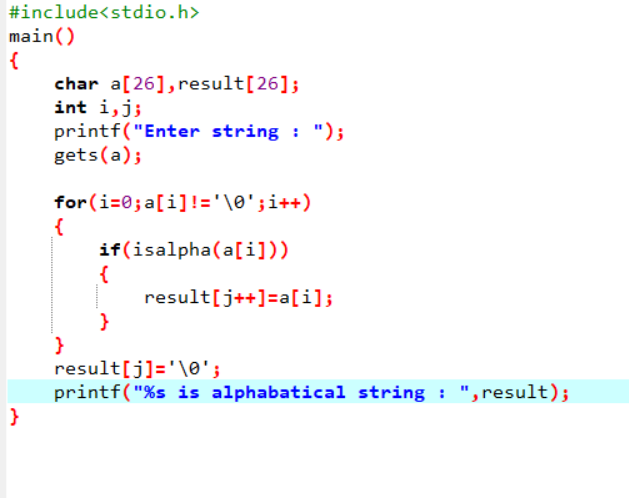 #include<stdio.h>
main()
{
    char a[26],result[26];
    int i,j;
    printf("Enter string : ");
    gets(a);

    for(i=0;a[i]!='\0';i++)
    {
        if(isalpha(a[i]))
        {
            result[j++]=a[i];
        }
    }
    result[j]='\0';
    printf("%s is alphabatical string : ",result);
}